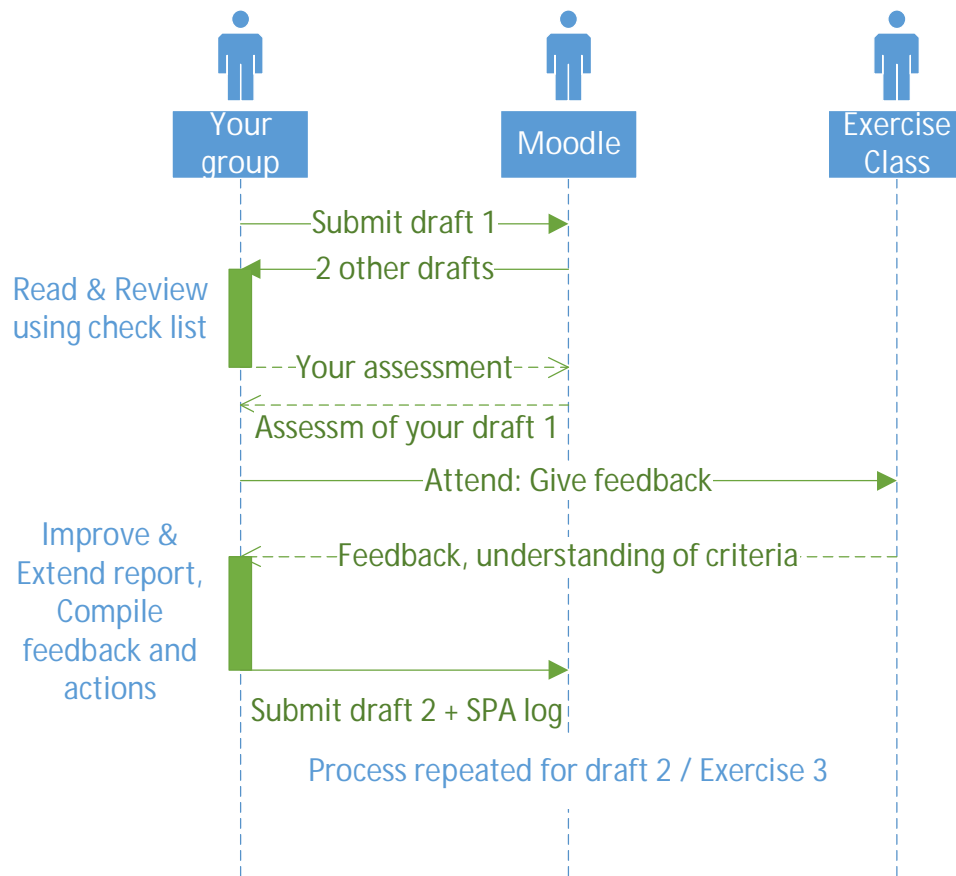 Your
group
Moodle
Exercise
Class
Submit draft 1
2 other drafts
Read & Review
using check list
Your assessment
Assessm of your draft 1
Attend: Give feedback
Improve &
Extend report,
Compile
feedback and
actions
Feedback, understanding of criteria
Submit draft 2 + SPA log
Process repeated for draft 2 / Exercise 3